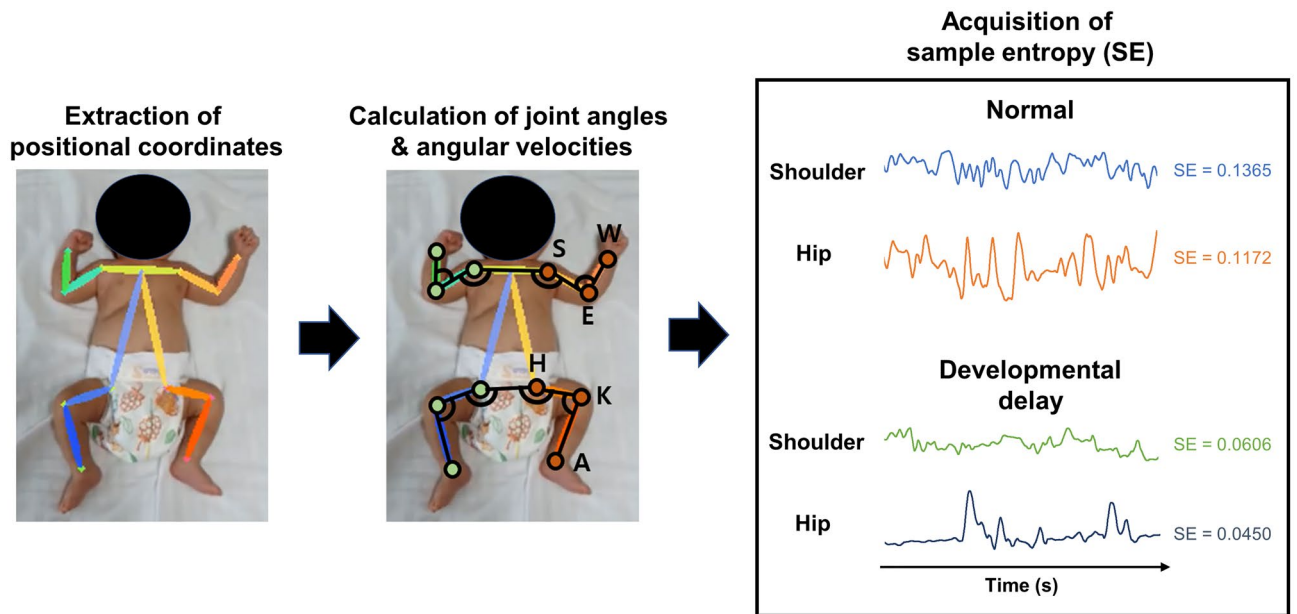 Extraction of
positional coordinates
Calculation of joint angles
& angular velocities
S
W
E
H
K
A
Acquisition of
sample entropy (SE)
Normal
Shoulder
SE = 0.1365
Hip
SE = 0.1172
Developmental
delay
Shoulder
SE = 0.0606
Hip
SE = 0.0450
Time (s)